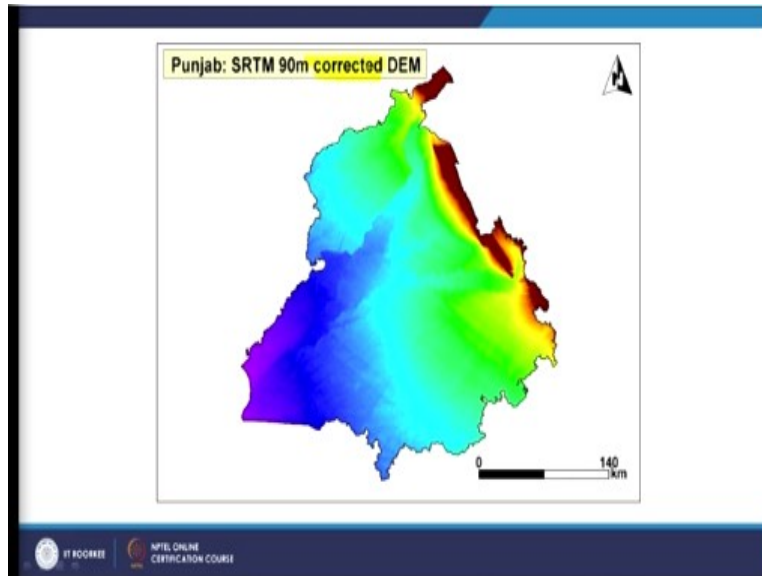 Punjab: SRTM 90m corrected DEM
N
0 140
km
IIT ROORKEE
NPTEL ONLINE
CERTIFICATION COURSE